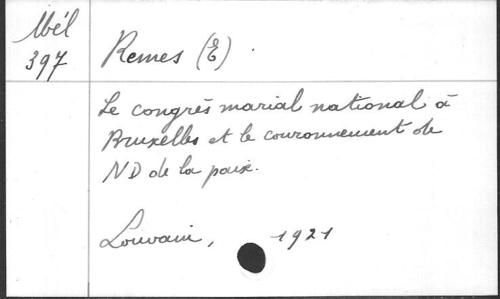 Mél
397
Remes (E) .
Le congrès marial national à
Bruxelles et le couronnement de
ND de la paix.
Louvain, 1921